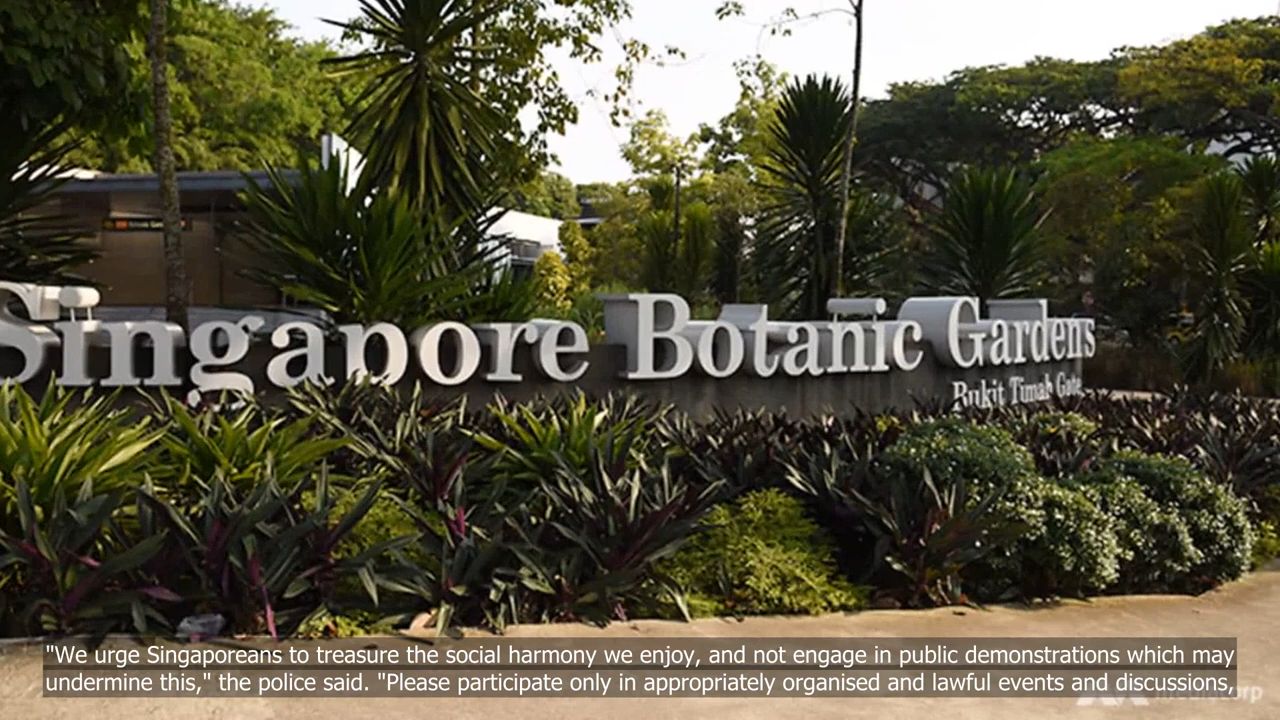 Singapore Botanic Gardens
Bukit Timah Gate
"We urge Singaporeans to treasure the social harmony we enjoy, and not engage in public demonstrations which may
undermine this," the police said. "Please participate only in appropriately organised and lawful events and discussions,
mediacorp